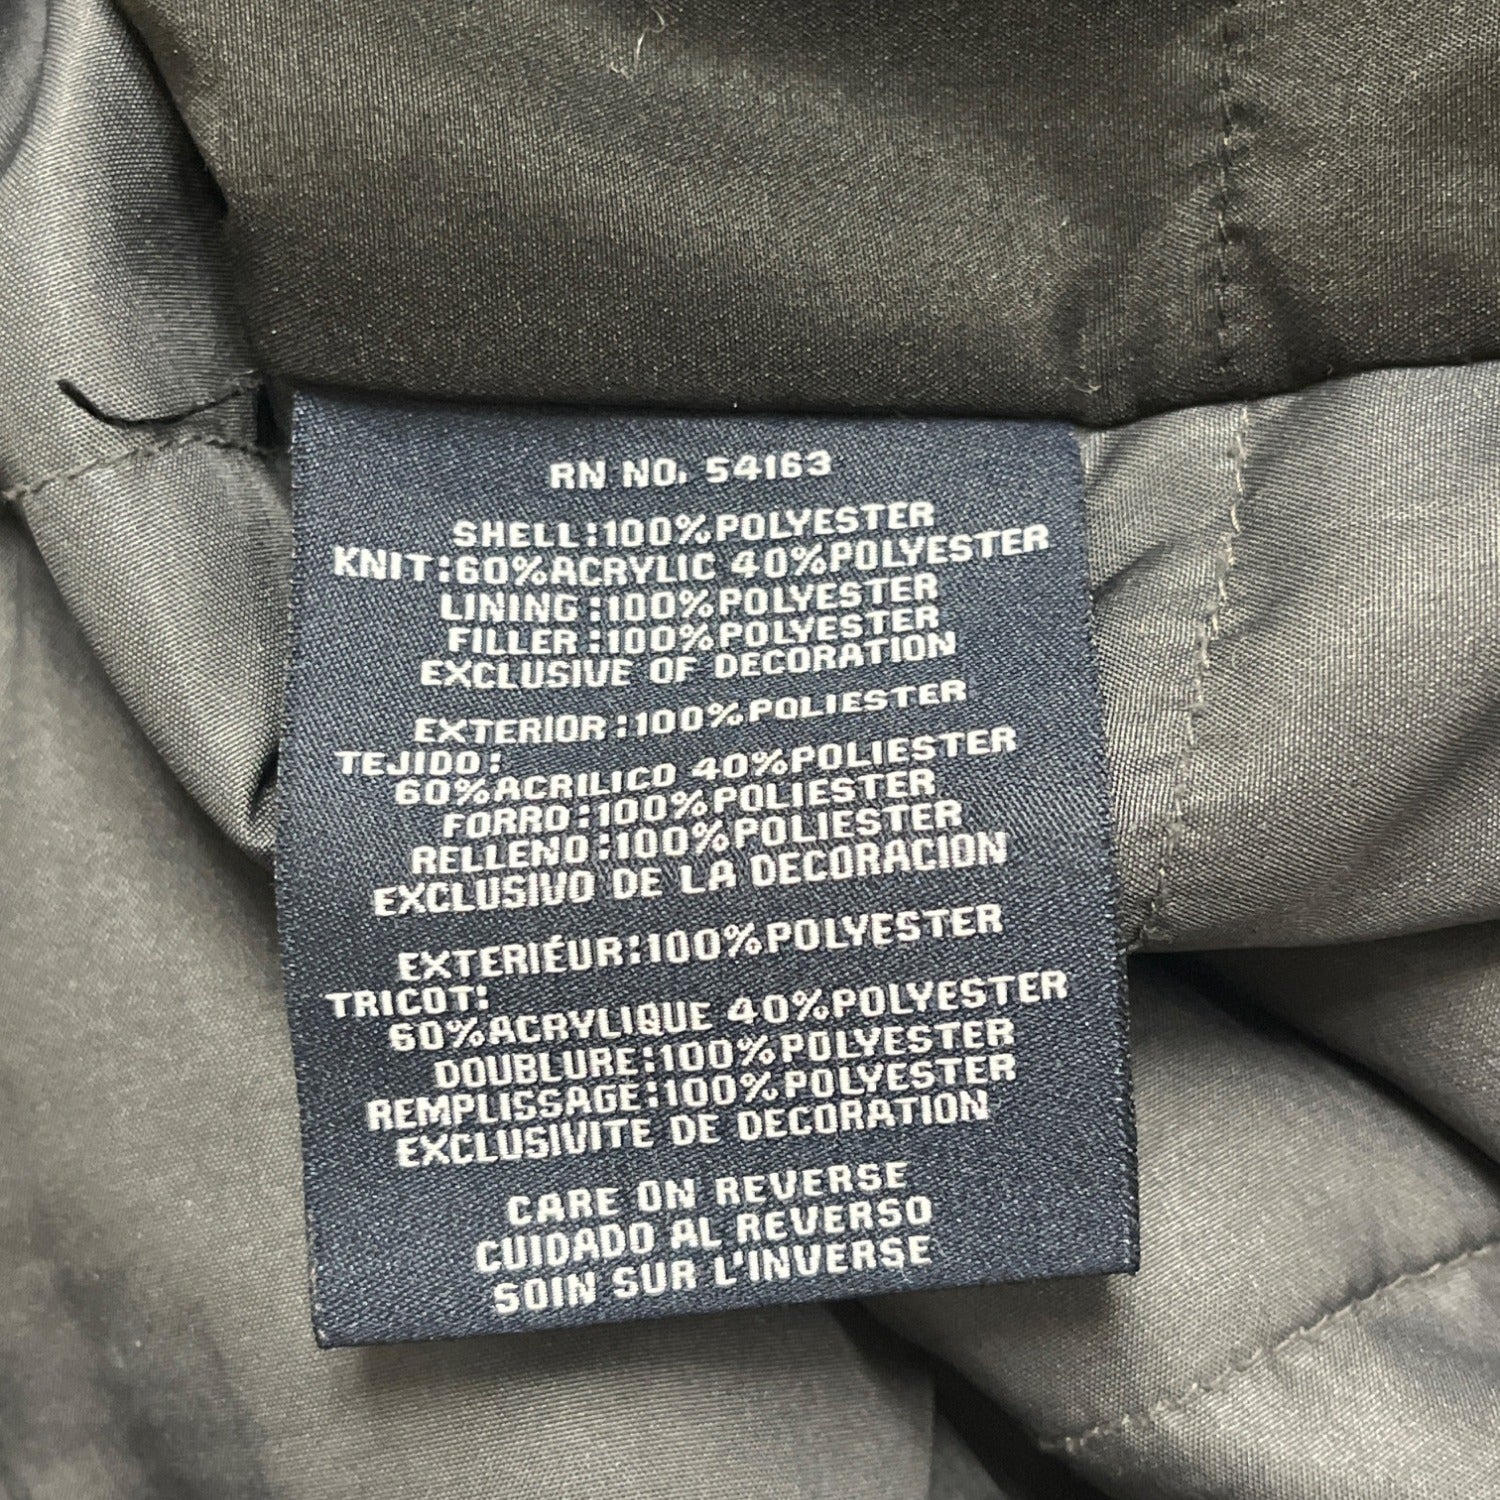 RN NO. 54163
SHELL:100%POLYESTER
KNIT:60%ACRYLIC 40%POLYESTER
LINING:100%POLYESTER
FILLER:100%POLYESTER
EXCLUSIVE OF DECORATION
EXTERIOR:100%POLIESTER
TEJIDO:
60%ACRILICO 40%POLIESTER
FORRO:100%POLIESTER
RELLENO:100%POLIESTER
EXCLUSIVO DE LA DECORACION
EXTERIÉUR:100%POLYESTER
TRICOT:
60%ACRYLIQUE 40%POLYESTER
DOUBLURE:100%POLYESTER
REMPLISSAGE:100%POLYESTER
EXCLUSIVITE DE DECORATION
CARE ON REVERSE
CUIDADO AL REVERSO
SOIN SUR L'INVERSE